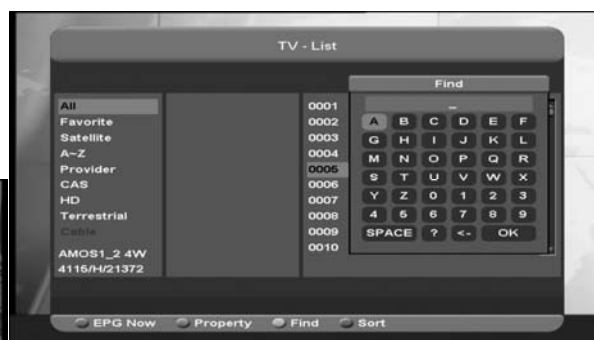 TV - List
Find
_
All
Favorite
Satellite
A~Z
Provider
CAS
HD
Terrestrial
Cable
AMOS1_2 4W
4116/H/21372
0001
0002
0003
0004
0005
0006
0007
0008
0009
0010
A B C D E F
G H I J K L
M N O P Q R
S T U V W X
Y Z 0 1 2 3
4 5 6 7 8 9
SPACE ? <- OK
EPG Now Property Find Sort